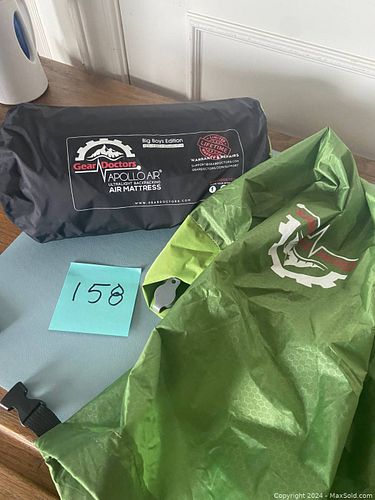 Big Boys Edition
Gear Doctors
APOLLO AIR
ULTRALIGHT BACKPACKING
AIR MATTRESS
LIFETIME
WARRANTY & REPAIRS
WWW.GEARDOCTORS.COM
158
Copyright © 2024 - MaxSold.com